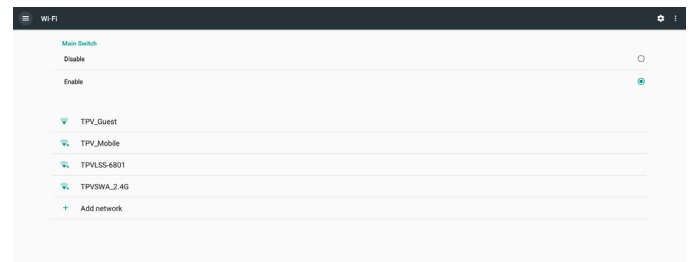 Wi-Fi
Main Switch
Disable
Enable
TPV_Guest
TPV_Mobile
TPVLSS-6801
TPVSWA_2.4G
+ Add network